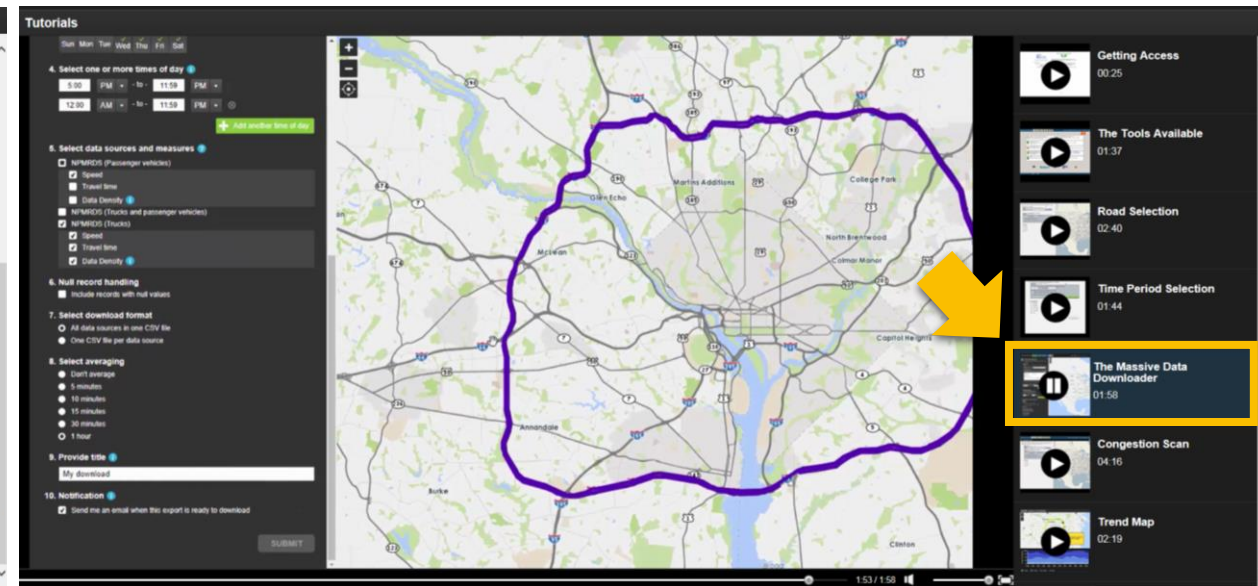 Tutorials
Sun Mon Tue Wed Thu Fri Sat
4. Select one or more times of day
5:00 PM - to - 11:59 PM
12:00 AM - to - 11:59 PM
Add another time of day
5. Select data sources and measures
NPMRDS (Passenger vehicles)
Speed
Travel time
Data Density
NPMRDS (Trucks and passenger vehicles)
NPMRDS (Trucks)
Speed
Travel time
Data Density
6. Null record handling
Include records with null values
7. Select download format
All data sources in one CSV file
One CSV file per data source
8. Select averaging
Don't average
5 minutes
10 minutes
15 minutes
30 minutes
1 hour
9. Provide title
My download
10. Notification
Send me an email when this export is ready to download
SUBMIT
Martins Additions
College Park
Glen Echo
North Brentwood
McLean
Colmar Manor
Capitol Heights
Annandale
Burke
Clinton
1:53 / 1:58
Getting Access
00:25
The Tools Available
01:37
Road Selection
02:40
Time Period Selection
01:44
The Massive Data
Downloader
01:58
Congestion Scan
04:16
Trend Map
02:19